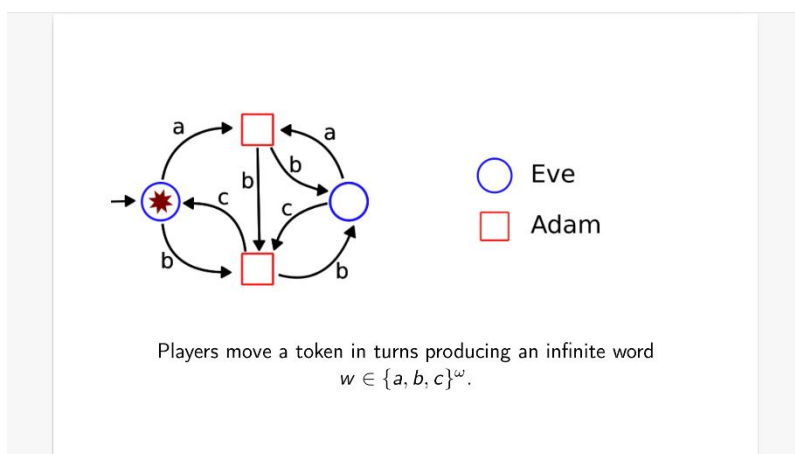 a
a
b
b
c
c
b
b
Eve
Adam
Players move a token in turns producing an infinite word
w ∈ {a, b, c}^ω.